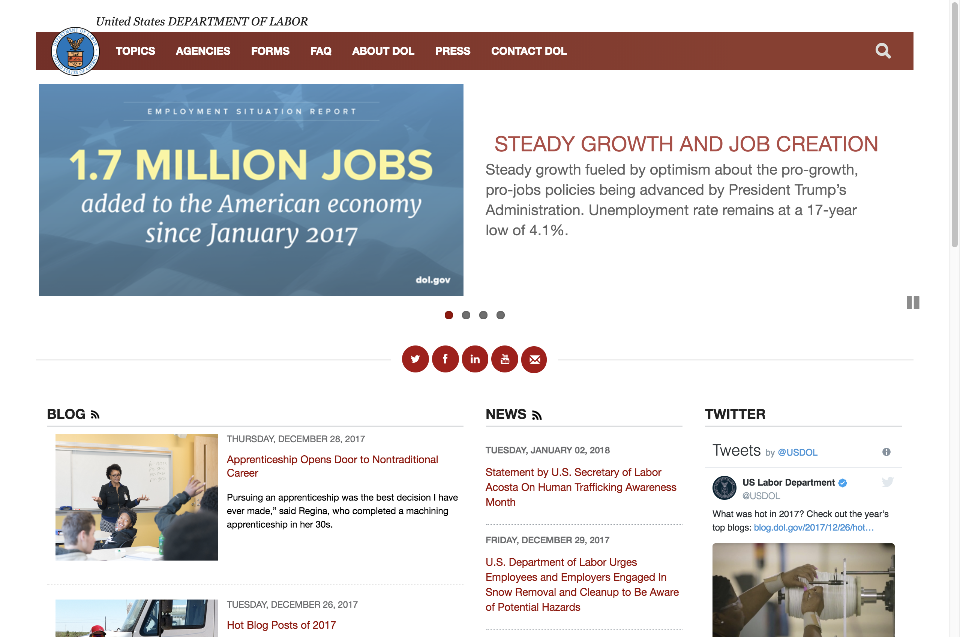 United States DEPARTMENT OF LABOR
TOPICS AGENCIES FORMS FAQ ABOUT DOL PRESS CONTACT DOL
EMPLOYMENT SITUATION REPORT
1.7 MILLION JOBS
added to the American economy
since January 2017
dol.gov
STEADY GROWTH AND JOB CREATION
Steady growth fueled by optimism about the pro-growth,
pro-jobs policies being advanced by President Trump's
Administration. Unemployment rate remains at a 17-year
low of 4.1%.
BLOG
THURSDAY, DECEMBER 28, 2017
Apprenticeship Opens Door to Nontraditional
Career
Pursuing an apprenticeship was the best decision I have
ever made," said Regina, who completed a machining
apprenticeship in her 30s.
TUESDAY, DECEMBER 26, 2017
Hot Blog Posts of 2017
NEWS
TUESDAY, JANUARY 02, 2018
Statement by U.S. Secretary of Labor
Acosta On Human Trafficking Awareness
Month
FRIDAY, DECEMBER 29, 2017
U.S. Department of Labor Urges
Employees and Employers Engaged In
Snow Removal and Cleanup to Be Aware
of Potential Hazards
TWITTER
Tweets by @USDOL
US Labor Department
@USDOL
What was hot in 2017? Check out the year's
top blogs: blog.dol.gov/2017/12/26/hot…